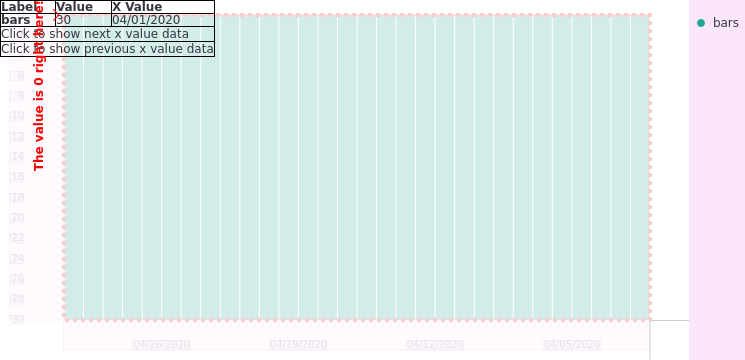 Label Value X Value
bars 30 04/01/2020
Click to show next x value data
Click to show previous x value data
The value is 0 right here!
bars
6
8
10
12
14
16
18
20
22
24
26
28
30
04/26/2020 04/19/2020 04/12/2020 04/05/2020